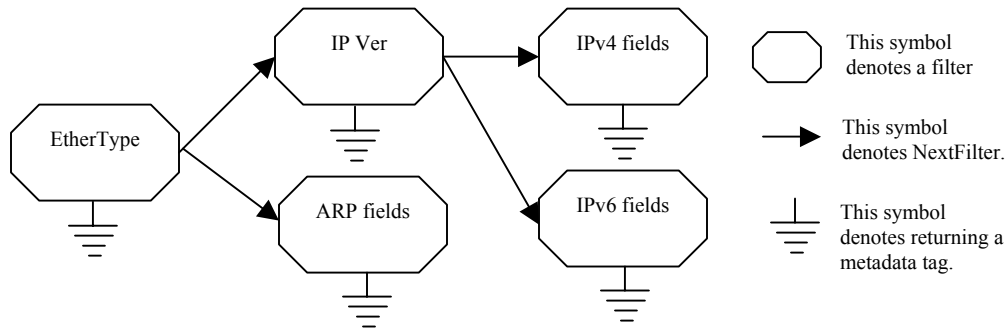 IP Ver
IPv4 fields
This symbol
denotes a filter
EtherType
This symbol
denotes NextFilter.
ARP fields
IPv6 fields
This symbol
denotes returning a
metadata tag.